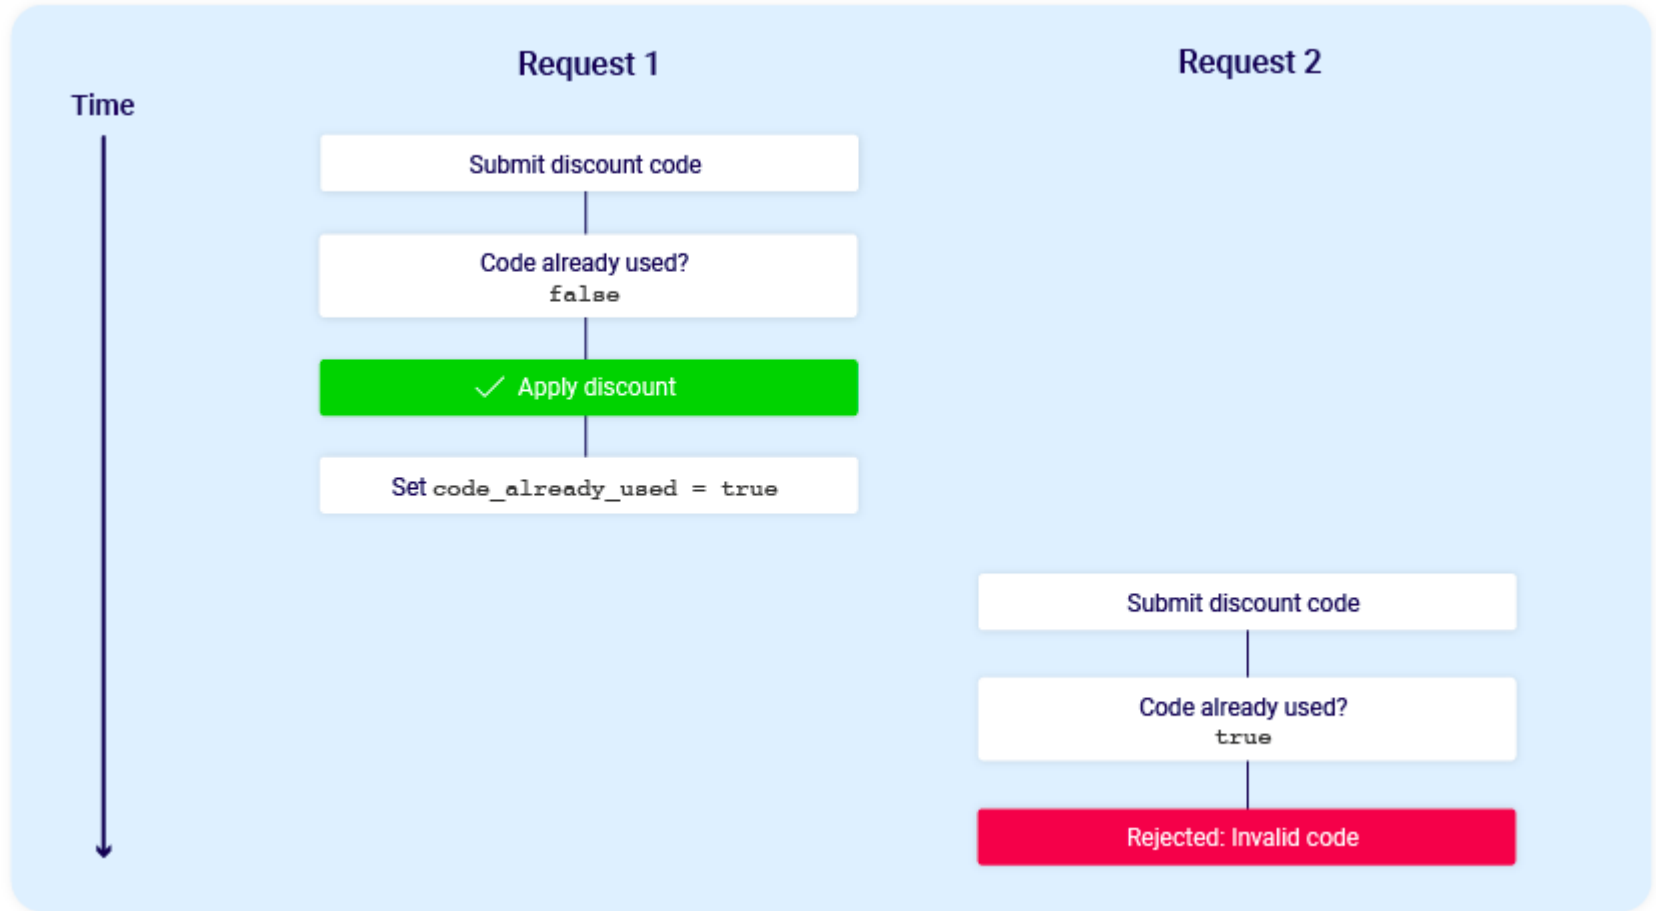 Request 1
Request 2
Time
Submit discount code
Code already used?
false
Apply discount
Set code_already_used = true
Submit discount code
Code already used?
true
Rejected: Invalid code